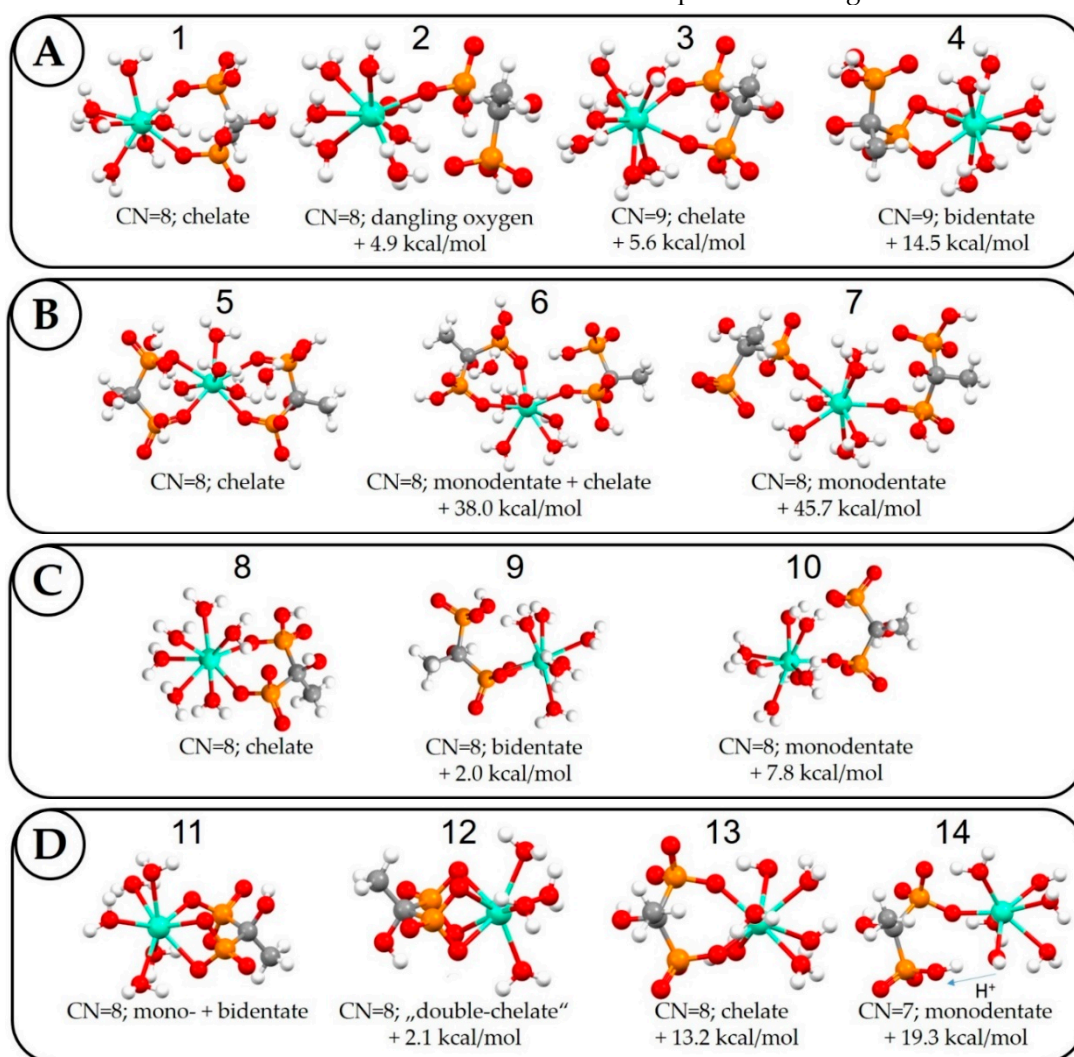 A
1
2
3
4
CN=8; chelate
CN=8; dangling oxygen
+ 4.9 kcal/mol
CN=9; chelate
+ 5.6 kcal/mol
CN=9; bidentate
+ 14.5 kcal/mol
B
5
6
7
CN=8; chelate
CN=8; monodentate + chelate
+ 38.0 kcal/mol
CN=8; monodentate
+ 45.7 kcal/mol
C
8
9
10
CN=8; chelate
CN=8; bidentate
+ 2.0 kcal/mol
CN=8; monodentate
+ 7.8 kcal/mol
D
11
12
13
14
H⁺
CN=8; mono- + bidentate
CN=8; „double-chelate“
+ 2.1 kcal/mol
CN=8; chelate
+ 13.2 kcal/mol
CN=7; monodentate
+ 19.3 kcal/mol